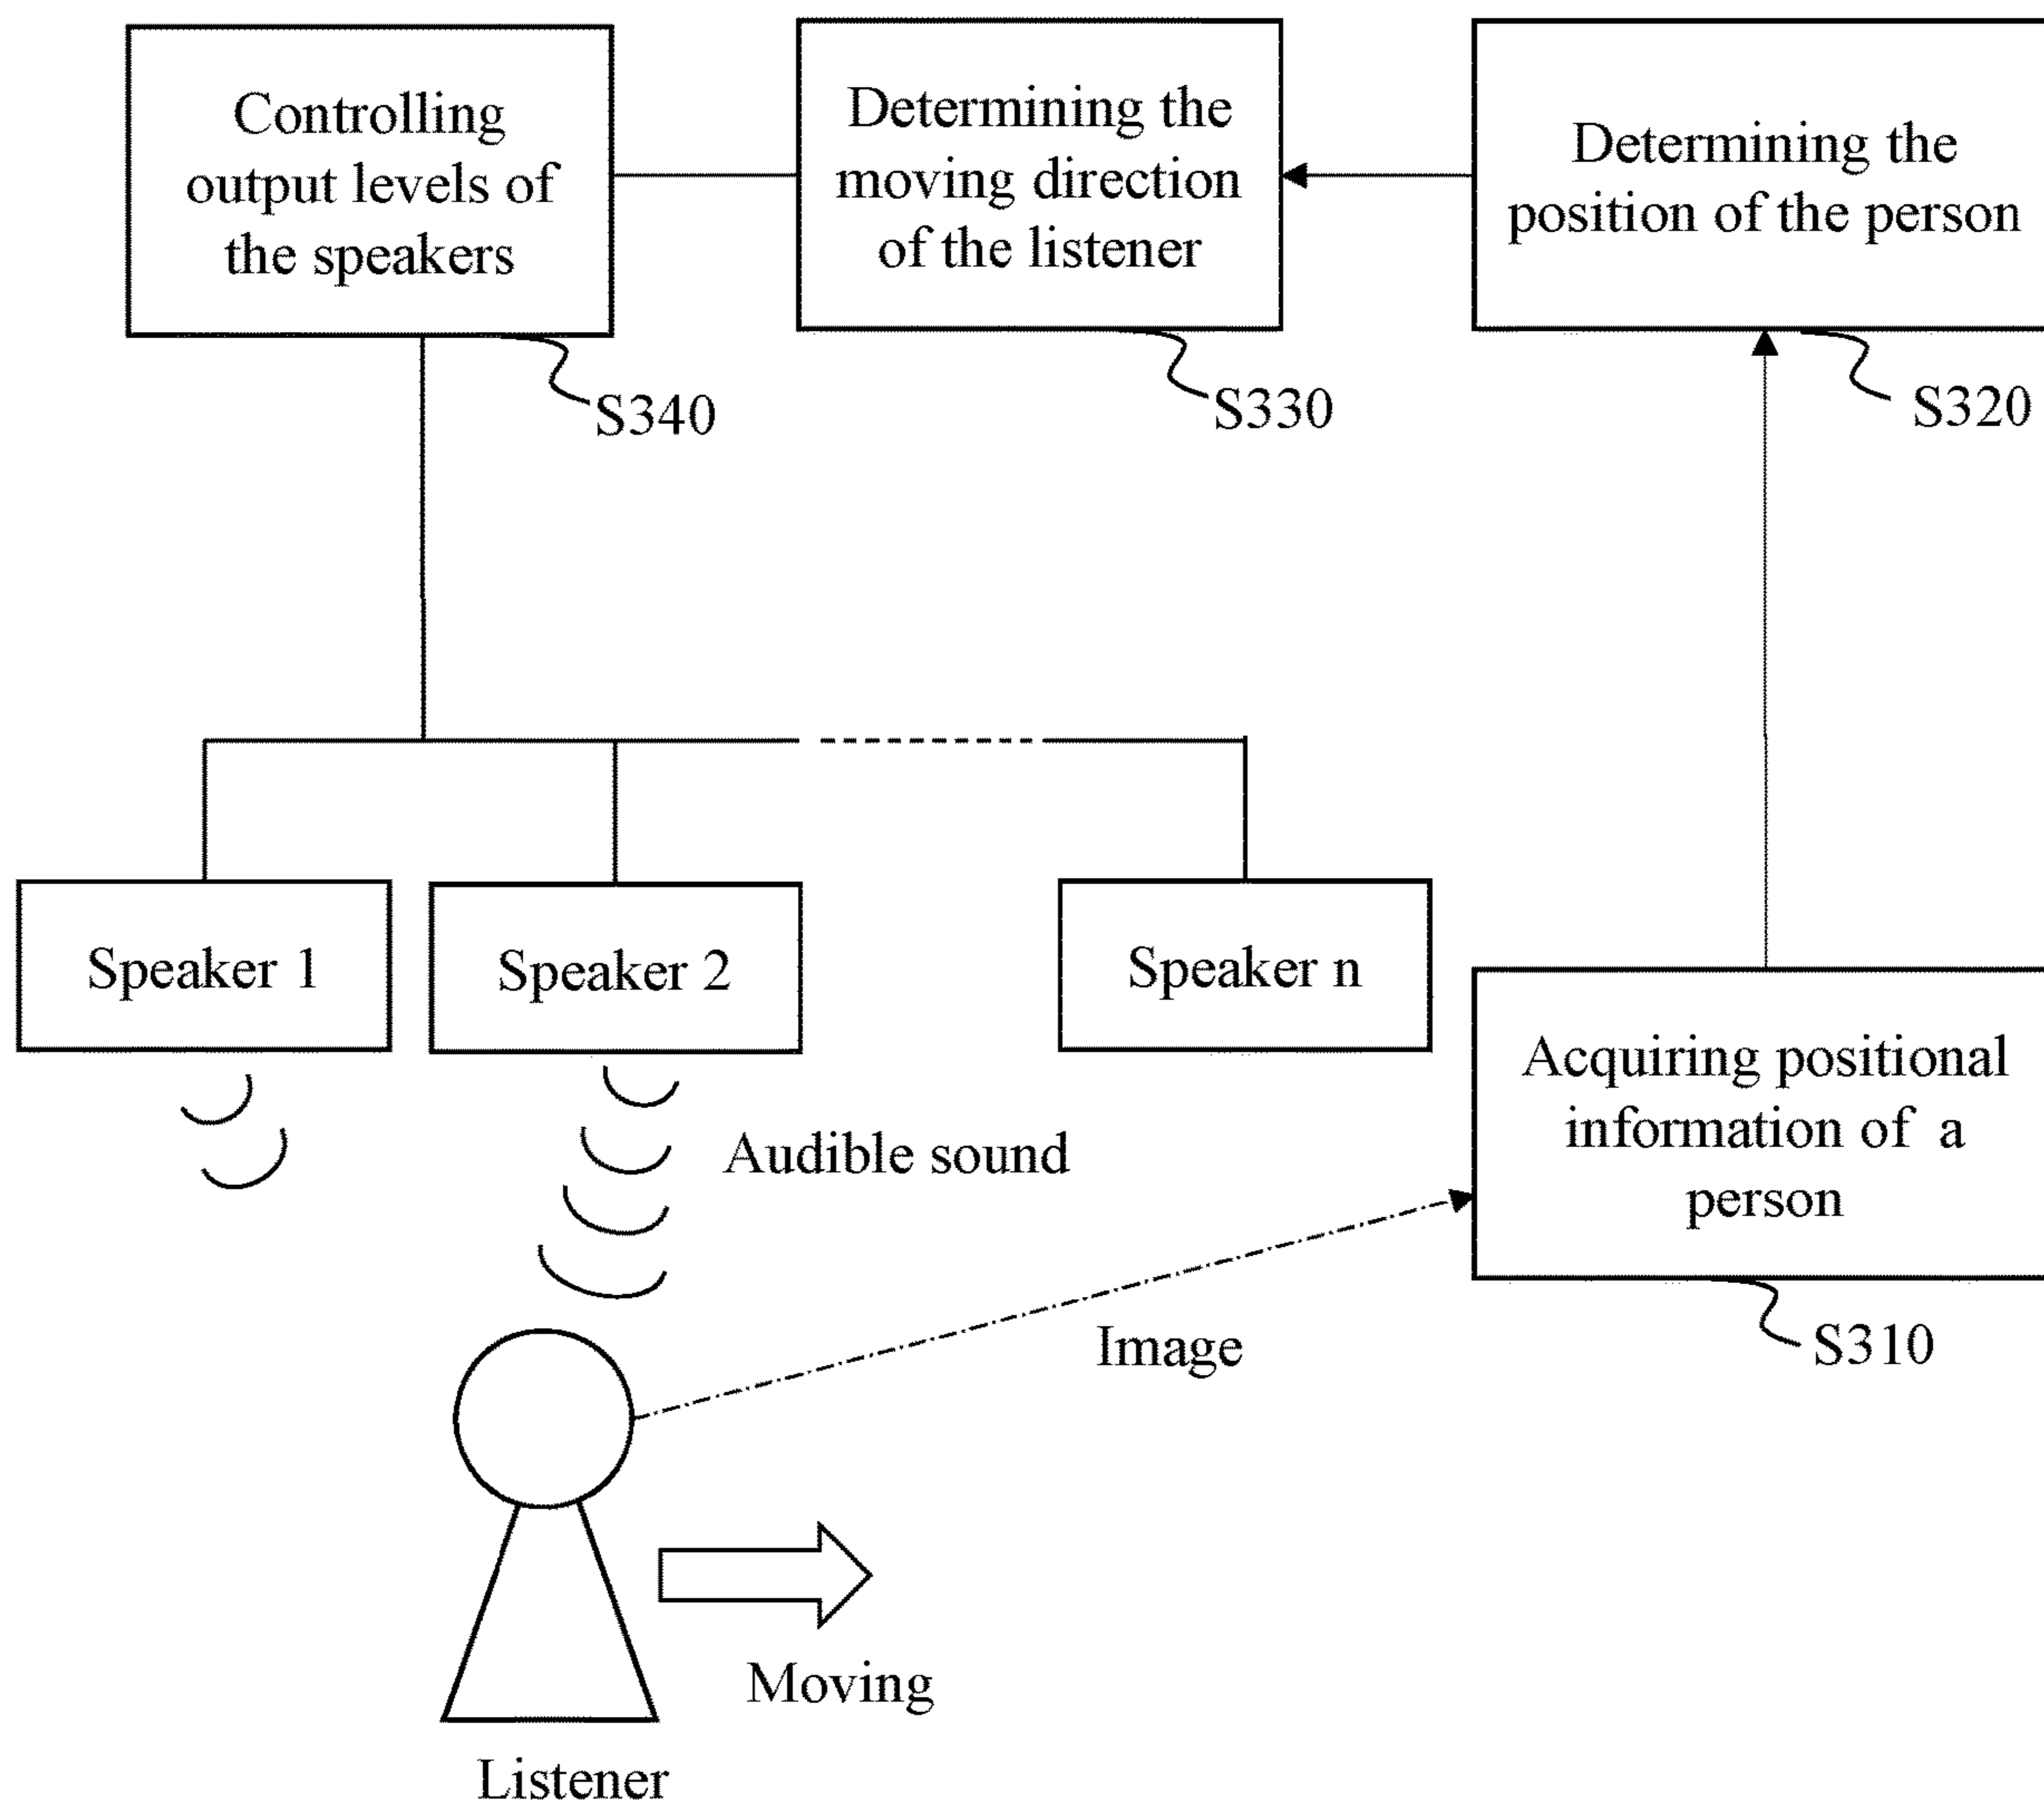 Controlling
output levels of
the speakers
S340
Determining the
moving direction
of the listener
S330
Determining the
position of the person
S320
Speaker 1
Speaker 2
Speaker n
Audible sound
Acquiring positional
information of a
person
S310
Image
Moving
Listener